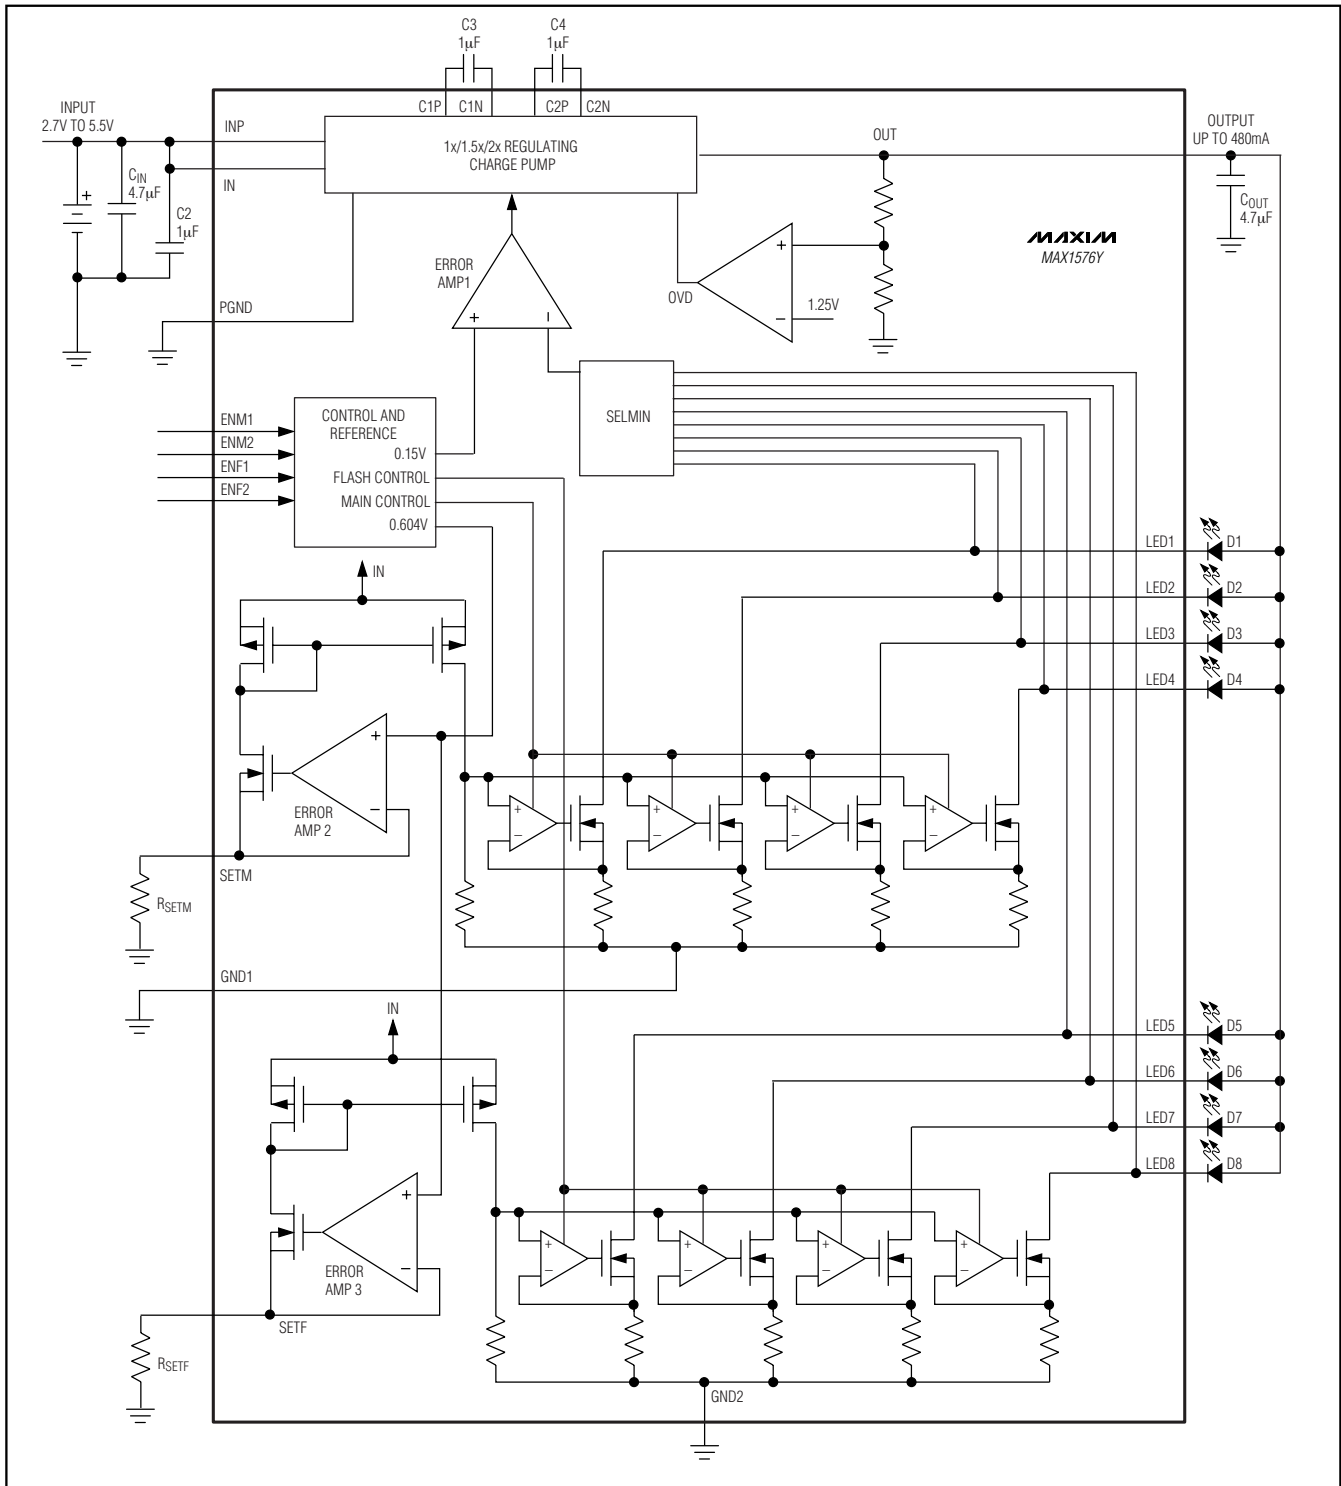 C3
1µF
C4
1µF
INPUT
2.7V TO 5.5V
C1P
C1N
C2P
C2N
INP
IN
1x/1.5x/2x REGULATING
CHARGE PUMP
OUT
OUTPUT
UP TO 480mA
CIN
4.7µF
+
C2
1µF
COUT
4.7µF
MAXIM
MAX1576Y
ERROR
AMP1
+
−
OVD
+
−
1.25V
PGND
SELMIN
ENM1
ENM2
ENF1
ENF2
CONTROL AND
REFERENCE
0.15V
FLASH CONTROL
MAIN CONTROL
0.604V
LED1
D1
IN
LED2
D2
LED3
D3
LED4
D4
+
−
ERROR
AMP 2
+
−
+
−
+
−
+
−
SETM
RSETM
GND1
IN
LED5
D5
LED6
D6
LED7
D7
LED8
D8
+
−
ERROR
AMP 3
+
−
+
−
+
−
+
−
SETF
RSETF
GND2